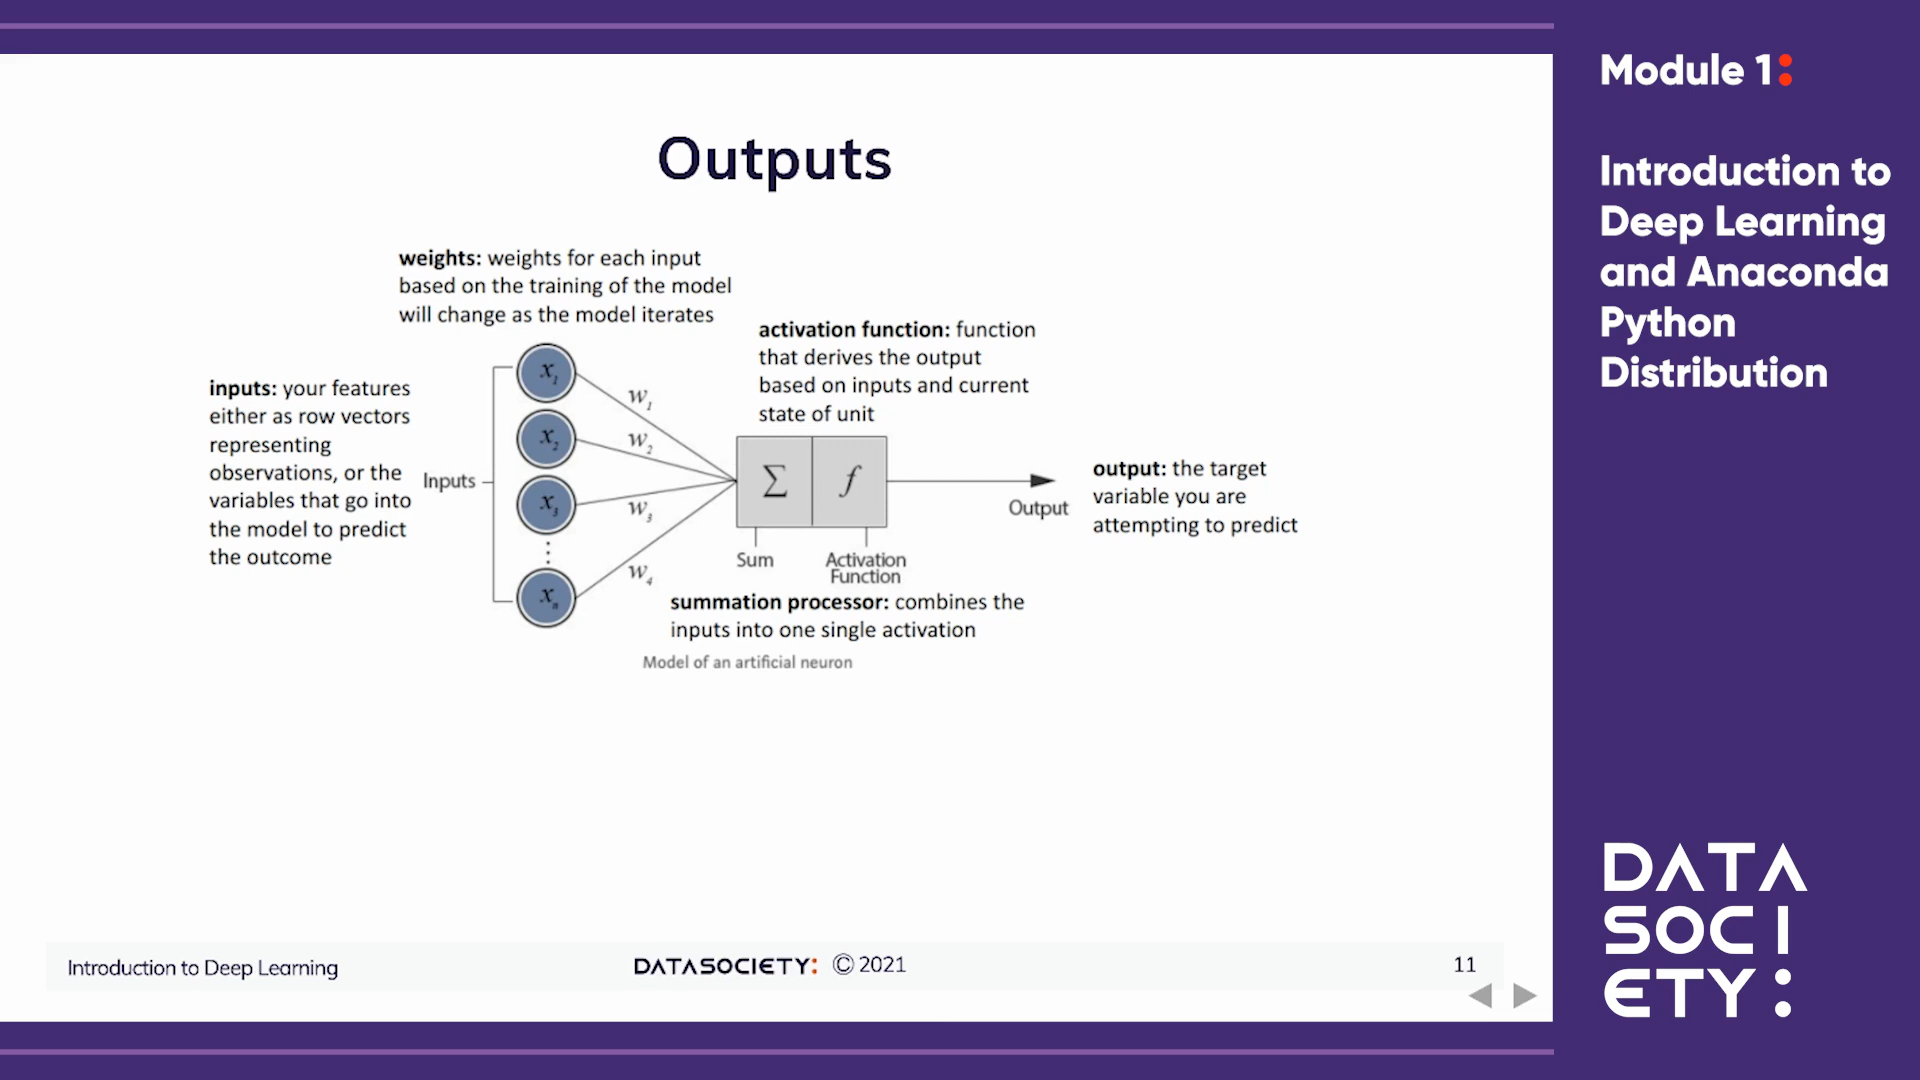 Outputs
weights: weights for each input
based on the training of the model
will change as the model iterates
activation function: function
that derives the output
based on inputs and current
state of unit
inputs: your features
either as row vectors
representing
observations, or the
variables that go into
the model to predict
the outcome
Inputs
x1
x2
x3
xn
w1
w2
w3
w4
∑
f
Sum
Activation
Function
Output
output: the target
variable you are
attempting to predict
summation processor: combines the
inputs into one single activation
Model of an artificial neuron
Introduction to Deep Learning
DATASOCIETY: © 2021
11
Module 1:
Introduction to
Deep Learning
and Anaconda
Python
Distribution
DATA
SOCI
ETY: